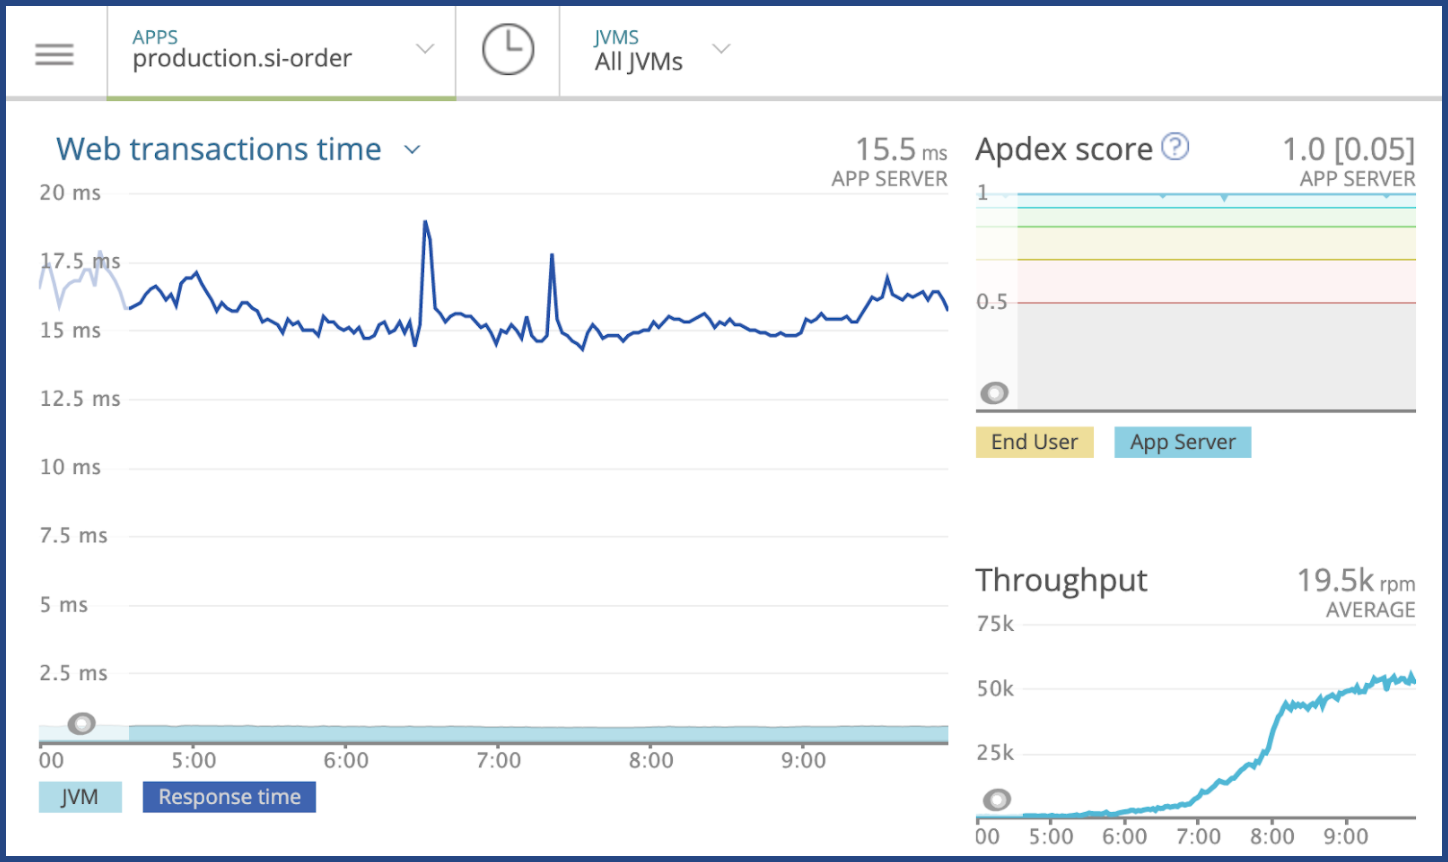 APPS
production.si-order
JVMS
All JVMs
Web transactions time
15.5 ms
APP SERVER
20 ms
17.5 ms
15 ms
12.5 ms
10 ms
7.5 ms
5 ms
2.5 ms
00 5:00 6:00 7:00 8:00 9:00
JVM Response time
Apdex score ? 1.0 [0.05]
APP SERVER
1
0.5
End User App Server
Throughput 19.5k rpm
AVERAGE
75k
50k
25k
00 5:00 6:00 7:00 8:00 9:00